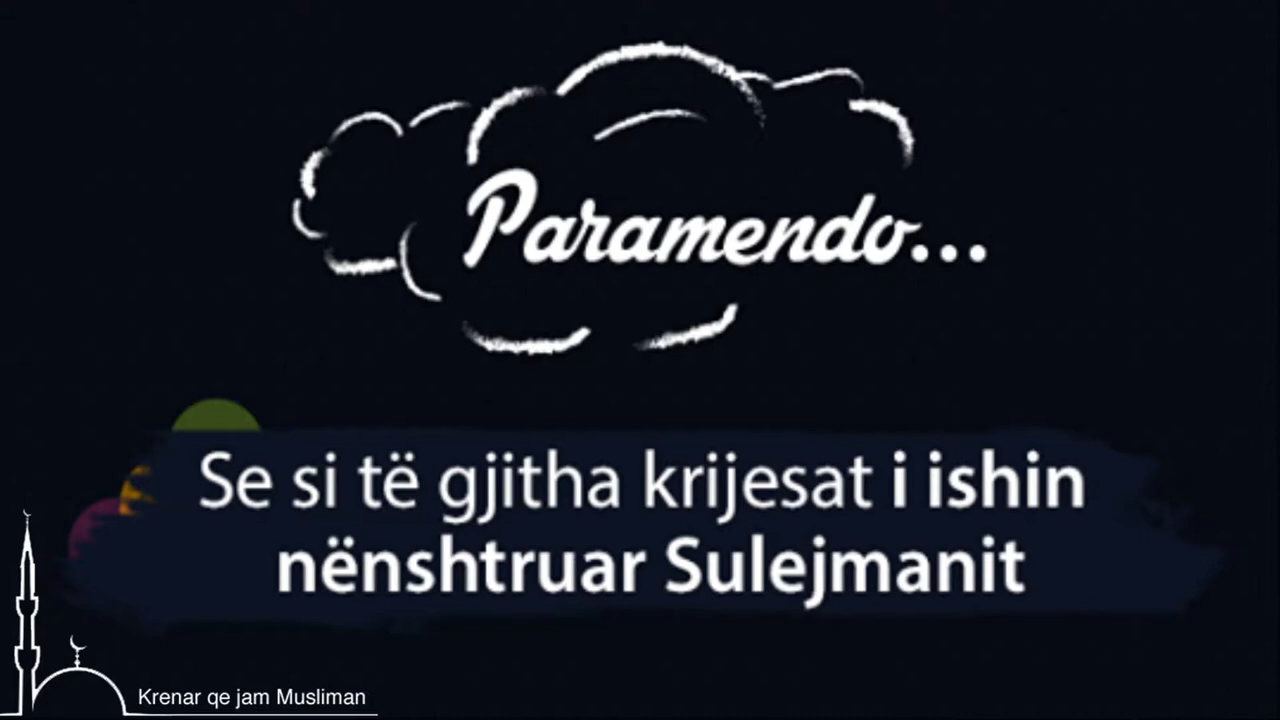 Paramendo...
Se si të gjitha krijesat i ishin
nënshtruar Sulejmanit
Krenar qe jam Musliman